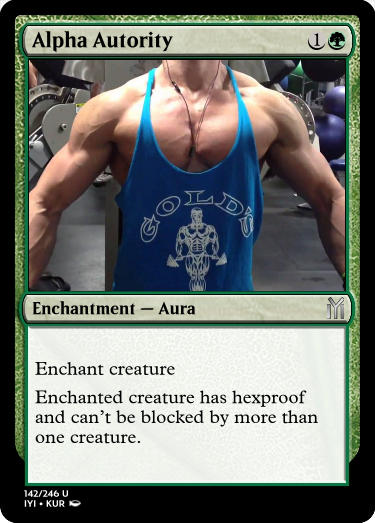 Alpha Autority 1
GOLD'S
Enchantment — Aura
Enchant creature
Enchanted creature has hexproof
and can't be blocked by more than
one creature.
142/246 U
IYI • KUR